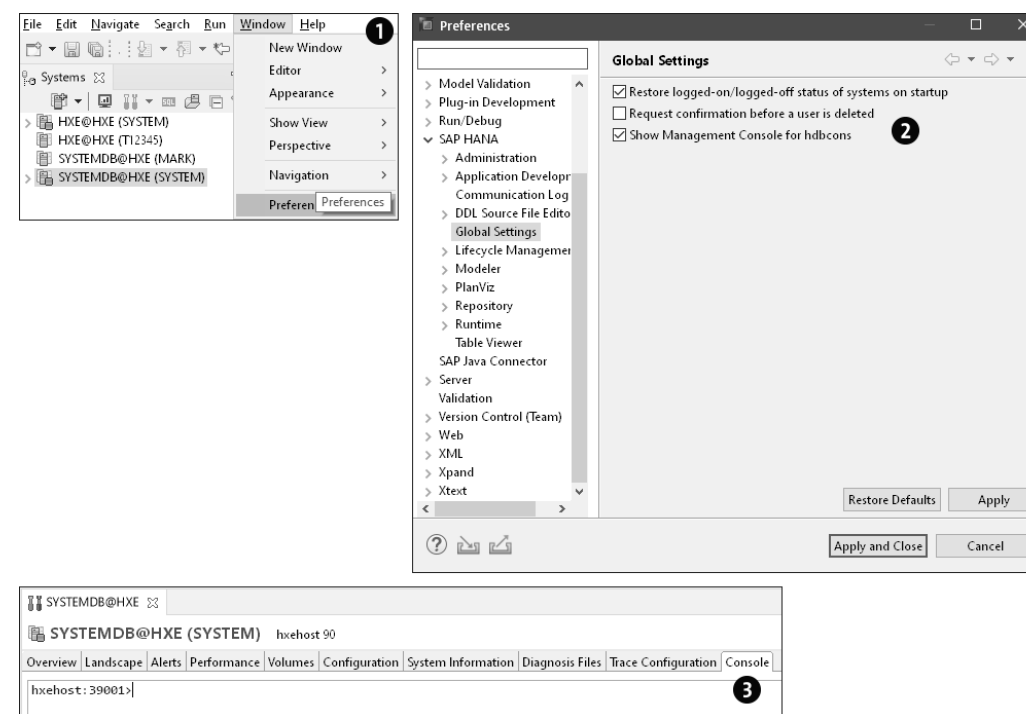 File Edit Navigate Search Run Window Help
1
New Window
Editor
Appearance
Show View
Perspective
Navigation
Preferen
Preferences
Systems
HXE@HXE (SYSTEM)
HXE@HXE (TI2345)
SYSTEMDB@HXE (MARK)
SYSTEMDB@HXE (SYSTEM)
Preferences
Model Validation
Plug-in Development
Run/Debug
SAP HANA
Administration
Application Developr
Communication Log
DDL Source File Edito
Global Settings
Lifecycle Managemer
Modeler
PlanViz
Repository
Runtime
Table Viewer
SAP Java Connector
Server
Validation
Version Control (Team)
Web
XML
Xpand
Xtext
Global Settings
Restore logged-on/logged-off status of systems on startup
Request confirmation before a user is deleted
Show Management Console for hdbcons
2
Restore Defaults Apply
Apply and Close Cancel
SYSTEMDB@HXE
SYSTEMDB@HXE (SYSTEM) hxehost 90
Overview Landscape Alerts Performance Volumes Configuration System Information Diagnosis Files Trace Configuration Console
hxehost:39001>
3